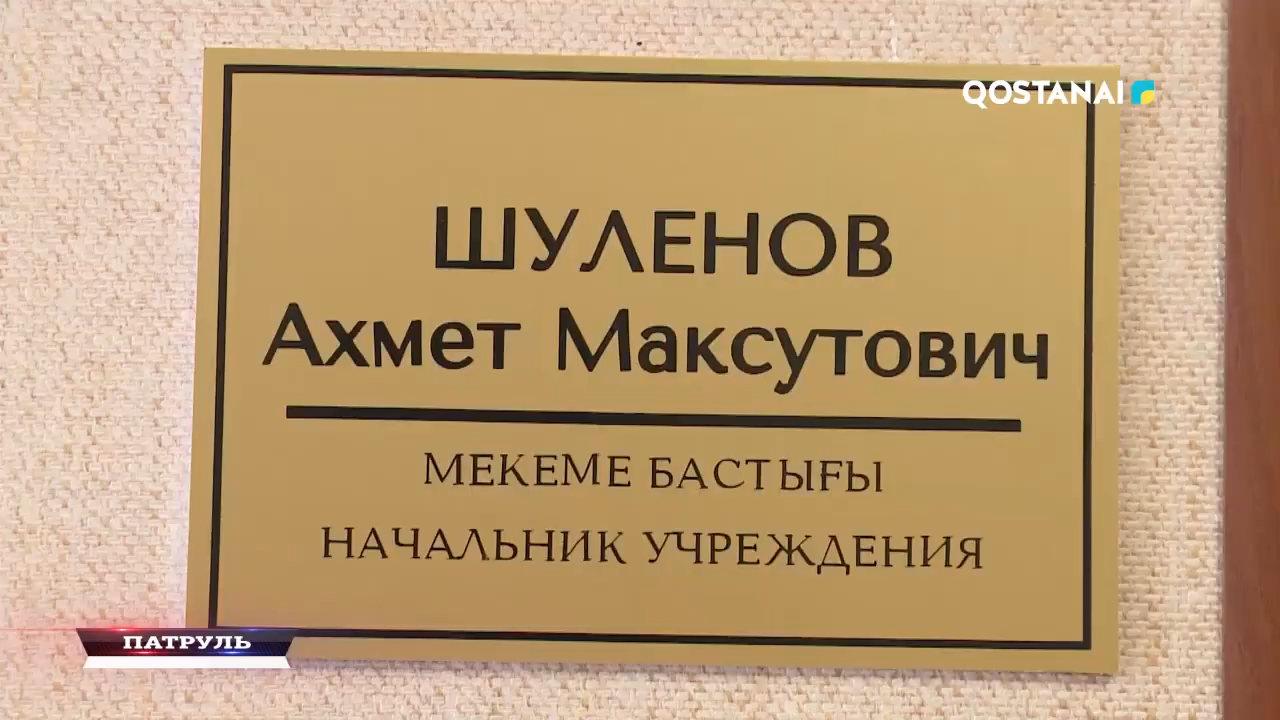 QOSTANAI
ШУЛЕНОВ
Ахмет Максутович
МЕКЕМЕ БАСТЫҒЫ
НАЧАЛЬНИК УЧРЕЖДЕНИЯ
ПАТРУЛЬ